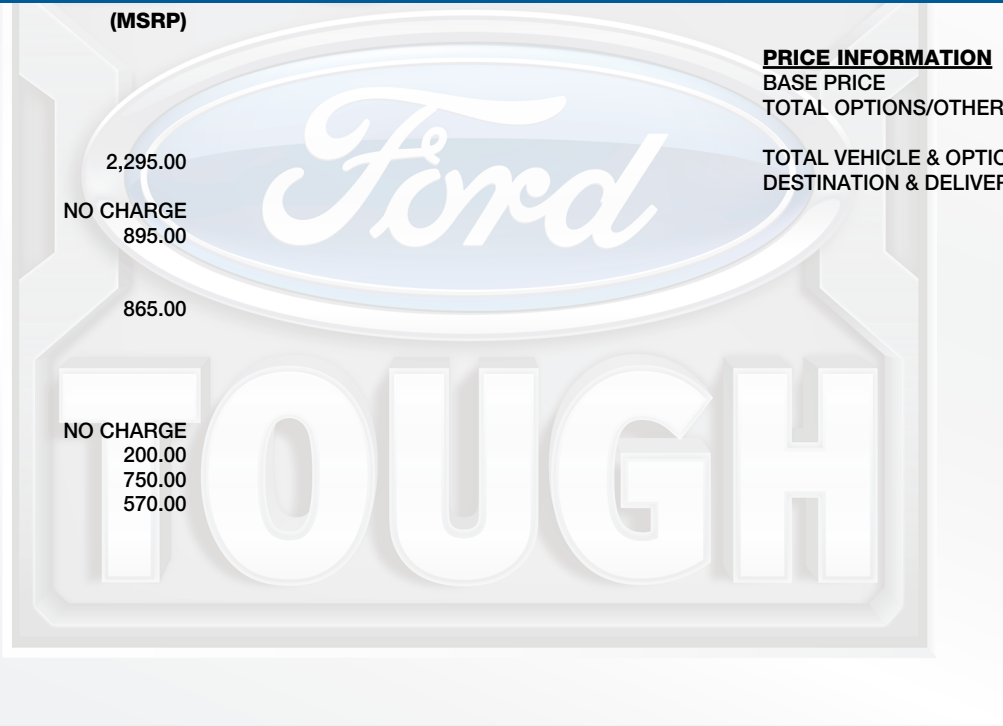 (MSRP)
2,295.00
NO CHARGE
895.00
865.00
NO CHARGE
200.00
750.00
570.00
PRICE INFORMATION
BASE PRICE
TOTAL OPTIONS/OTHER
TOTAL VEHICLE & OPTIO
DESTINATION & DELIVER
Ford
TOUGH